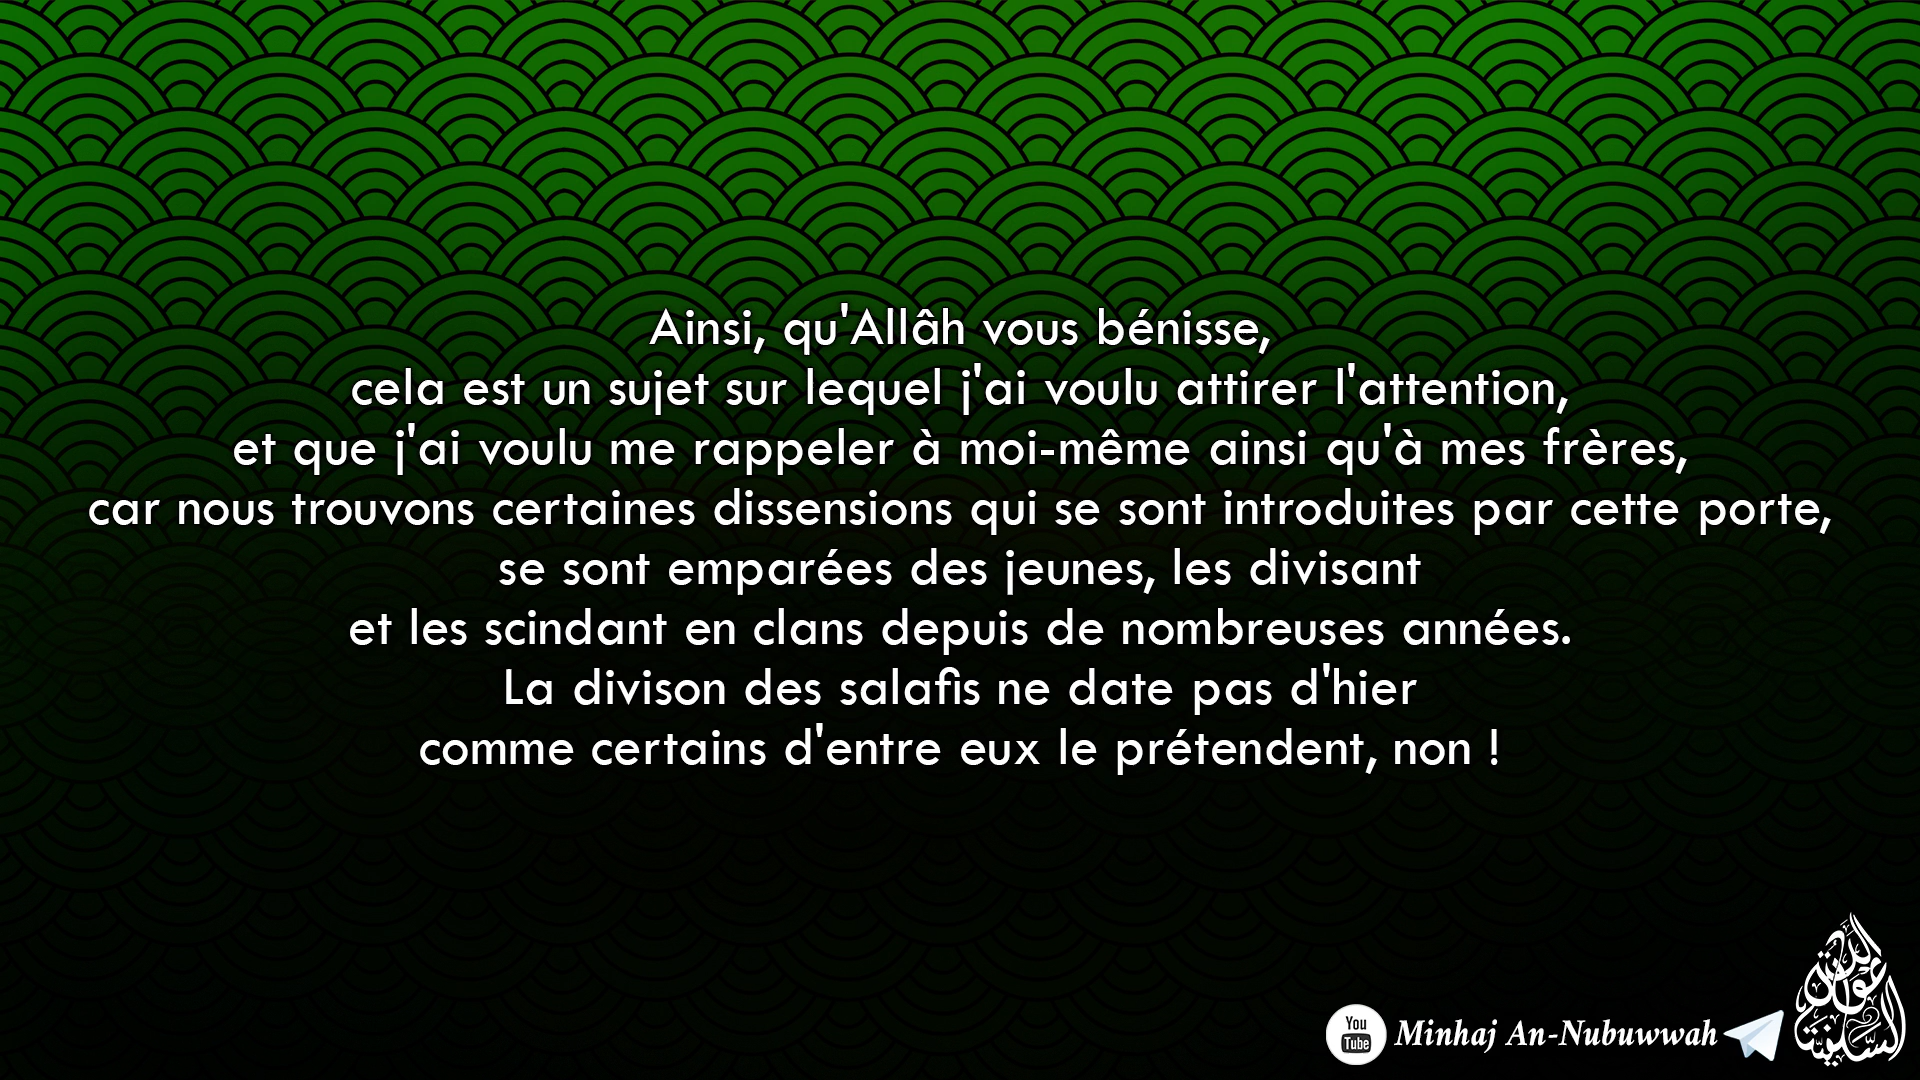 Ainsi, qu'Allâh vous bénisse,
cela est un sujet sur lequel j'ai voulu attirer l'attention,
et que j'ai voulu me rappeler à moi-même ainsi qu'à mes frères,
car nous trouvons certaines dissensions qui se sont introduites par cette porte,
se sont emparées des jeunes, les divisant
et les scindant en clans depuis de nombreuses années.
La divison des salafis ne date pas d'hier
comme certains d'entre eux le prétendent, non !
You
Tube
Minhaj An-Nubuwwah